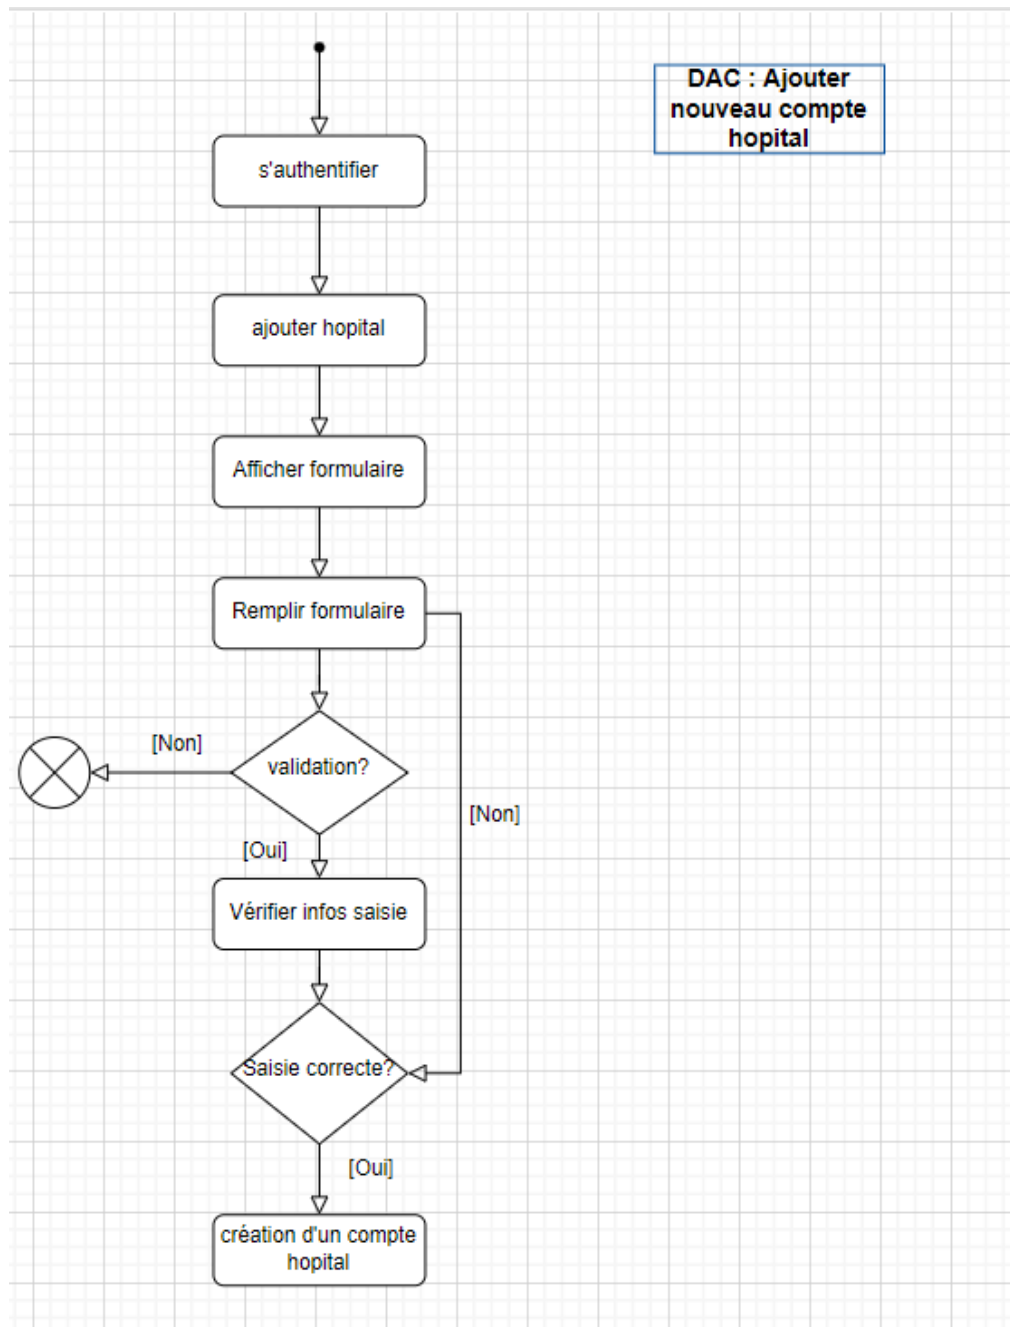 DAC : Ajouter
nouveau compte
hopital
s'authentifier
ajouter hopital
Afficher formulaire
Remplir formulaire
[Non]
validation?
[Non]
[Oui]
Vérifier infos saisie
Saisie correcte?
[Oui]
création d'un compte
hopital